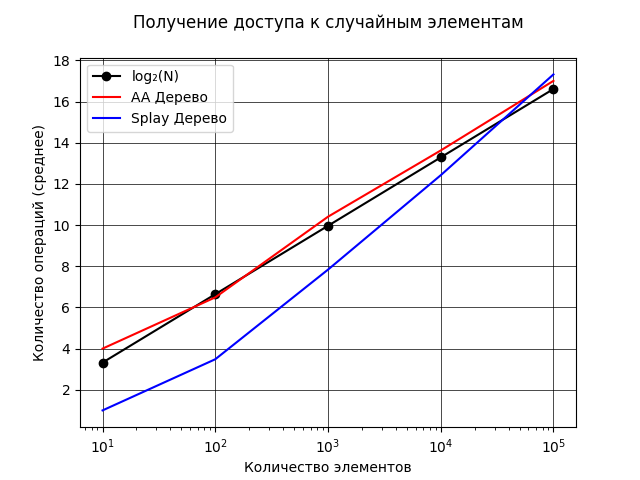 Получение доступа к случайным элементам
log₂(N)
АА Дерево
Splay Дерево
Количество операций (среднее)
18
16
14
12
10
8
6
4
2
10¹ 10² 10³ 10⁴ 10⁵
Количество элементов